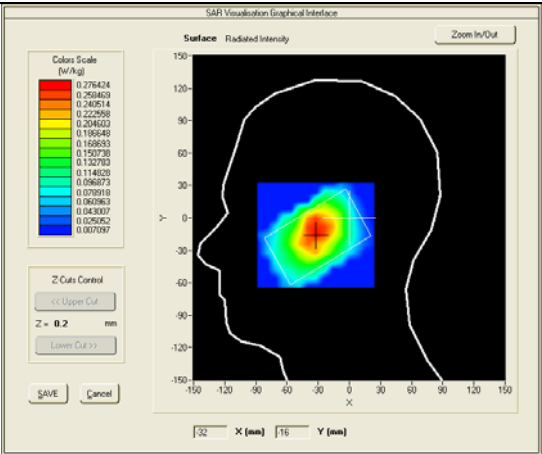 SAR Visualisation Graphical Interface
Surface Radiated Intensity
Zoom In/Out
Colors Scale
(W/kg)
0.276424
0.258469
0.240514
0.222558
0.204603
0.186648
0.168693
0.150738
0.132783
0.114828
0.096873
0.078918
0.060963
0.043007
0.025052
0.007097
Z-Cuts Control
<< Upper Cut
Z = 0.2 mm
Lower Cut >>
SAVE Cancel
150-
120-
90-
60-
30-
0-
-30-
-60-
-90-
-120-
-150-
Y
-150 -120 -90 -60 -30 0 30 60 90 120 150
X
-32 X (mm) -16 Y (mm)